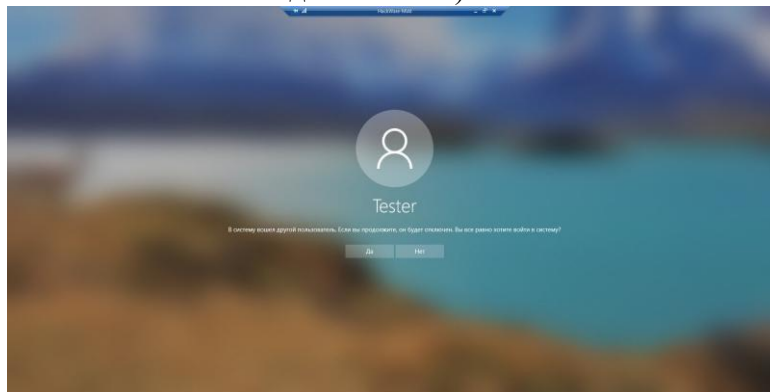 Tester
В систему вошел другой пользователь. Если вы продолжите, он будет отключен. Вы все равно хотите войти в систему?
Да Нет